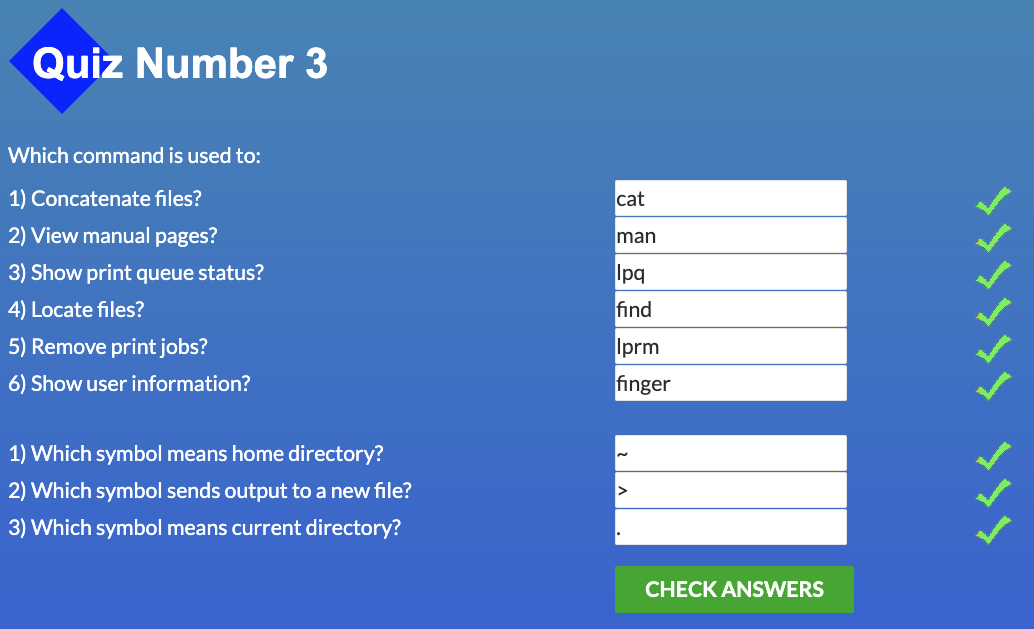 Quiz Number 3
Which command is used to:
1) Concatenate files? cat
2) View manual pages? man
3) Show print queue status? lpq
4) Locate files? find
5) Remove print jobs? lprm
6) Show user information? finger
1) Which symbol means home directory? ~
2) Which symbol sends output to a new file? >
3) Which symbol means current directory? .
CHECK ANSWERS